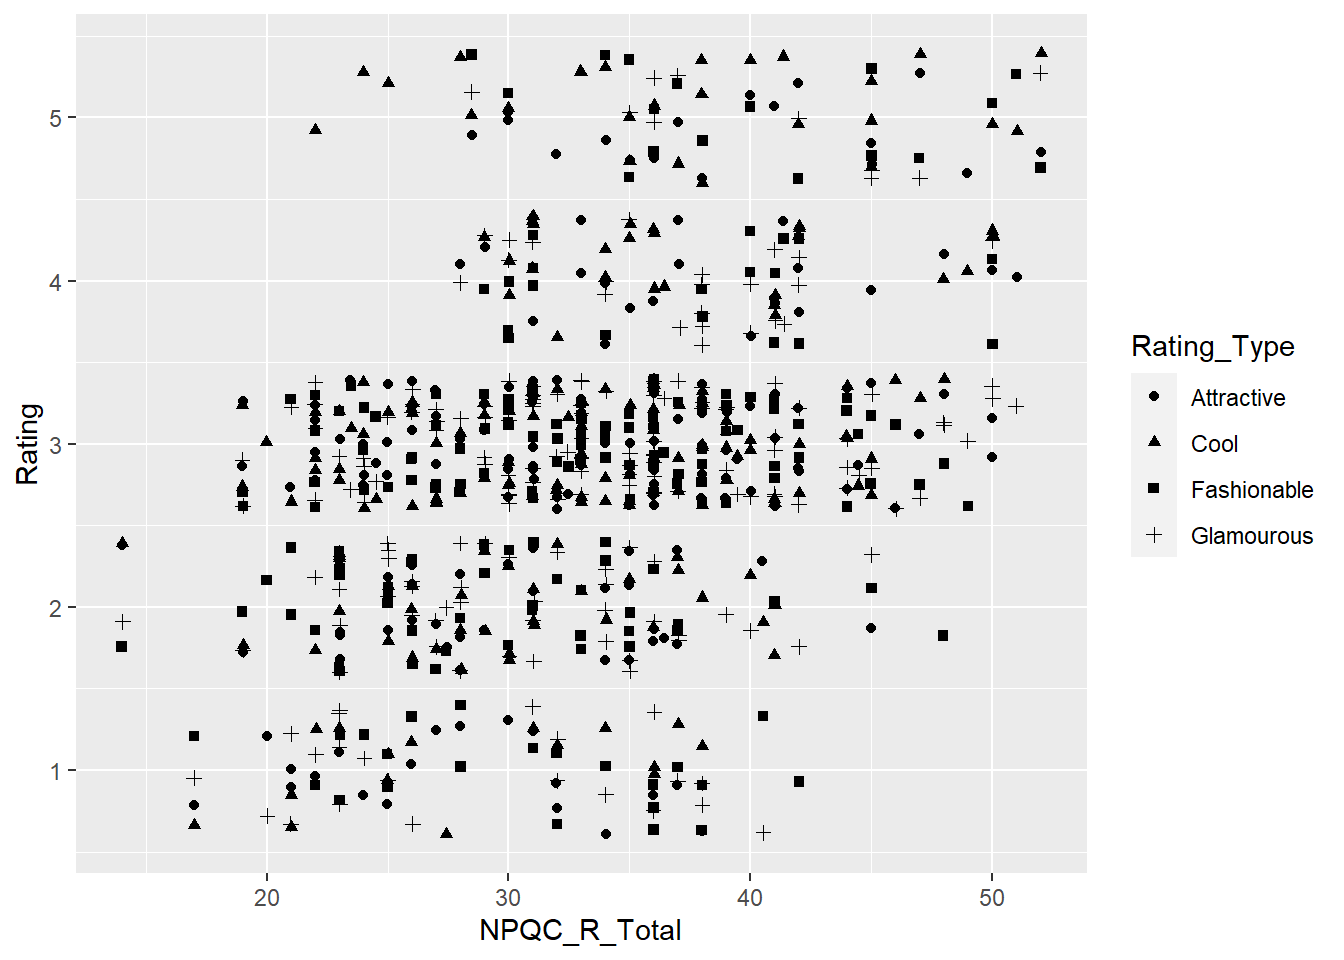 5
4
3
2
1
Rating
20 30 40 50
NPQC_R_Total
Rating_Type
Attractive
Cool
Fashionable
Glamourous